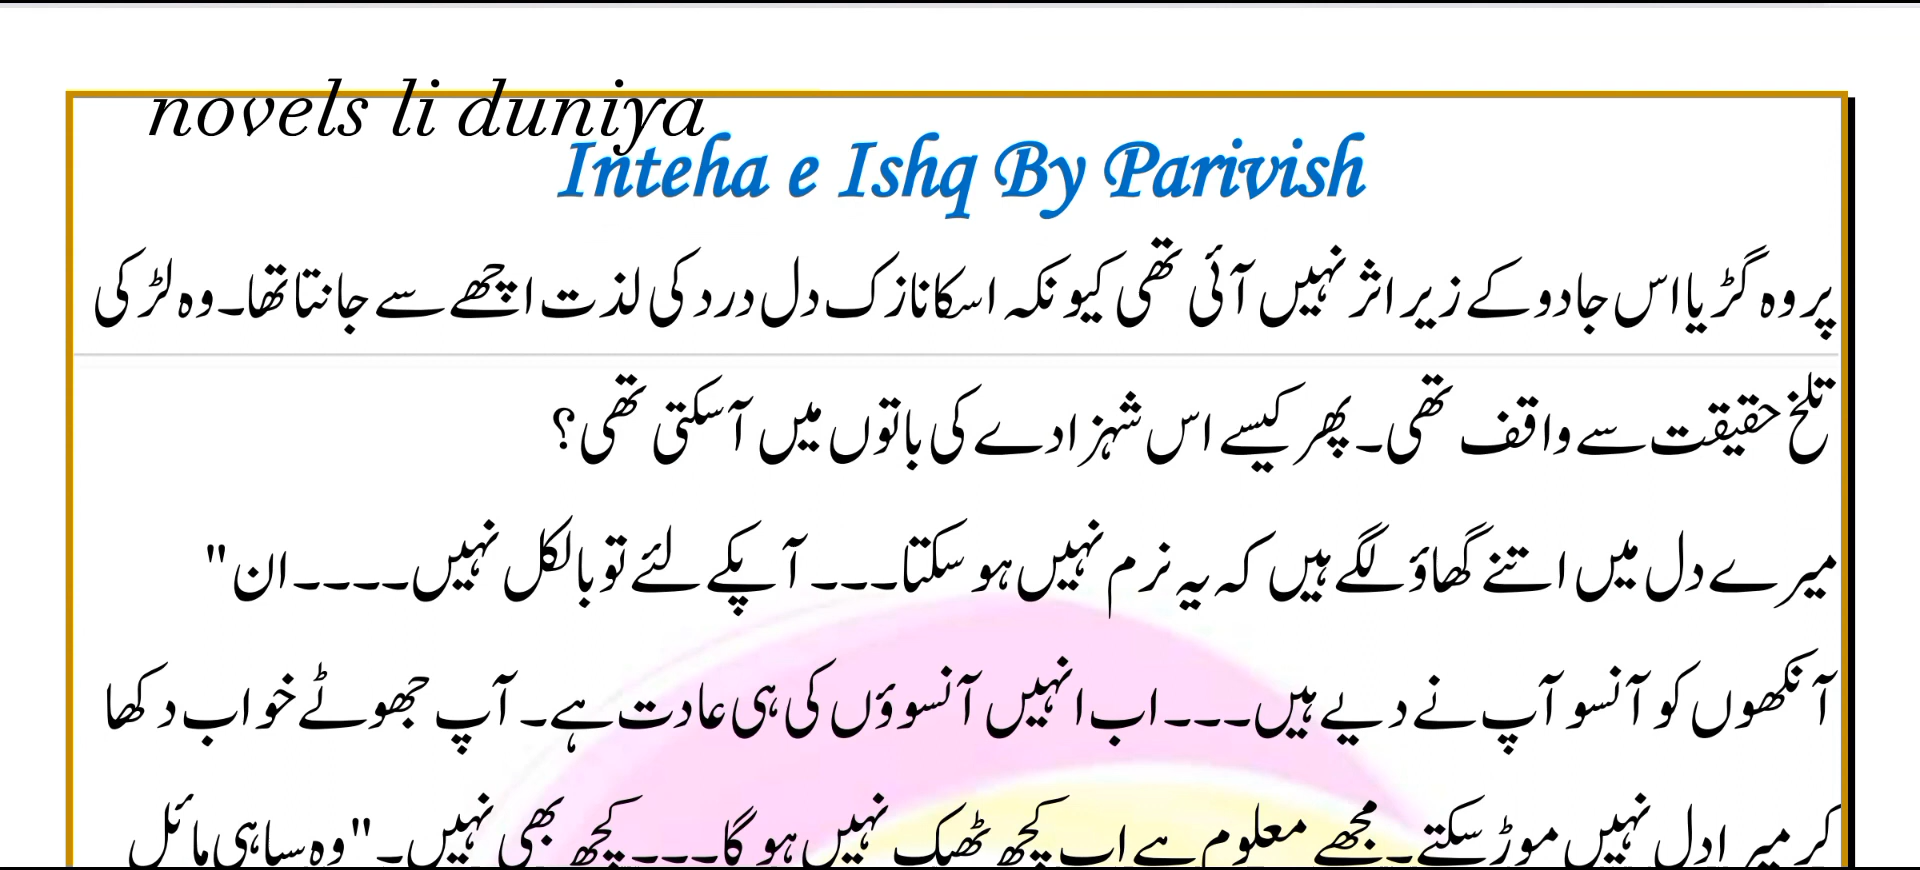 novels li duniya
Inteha e Ishq By Parivish
پر وہ گڑیا اس جادو کے زیر اثر نہیں آئی تھی کیونکہ اسکا نازک دل درد کی لذت اچھے سے جانتا تھا۔ وہ لڑکی
تلخ حقیقت سے واقف تھی۔ پھر کیسے اس شہزادے کی باتوں میں آسکتی تھی؟
میرے دل میں اتنے گھاؤ لگے ہیں کہ یہ نرم نہیں ہو سکتا۔۔۔ آپکے لئے تو بالکل نہیں۔۔۔۔ان "
آنکھوں کو آنسو آپ نے دیے ہیں۔۔۔اب انہیں آنسوؤں کی ہی عادت ہے۔ آپ جھوٹے خواب دکھا
کر میرا دل نہیں موڑ سکتے۔ مجھے معلوم ہے اب کچھ ٹھیک نہیں ہو گا۔۔۔ کچھ بھی نہیں۔"وہ سیاہی مائل